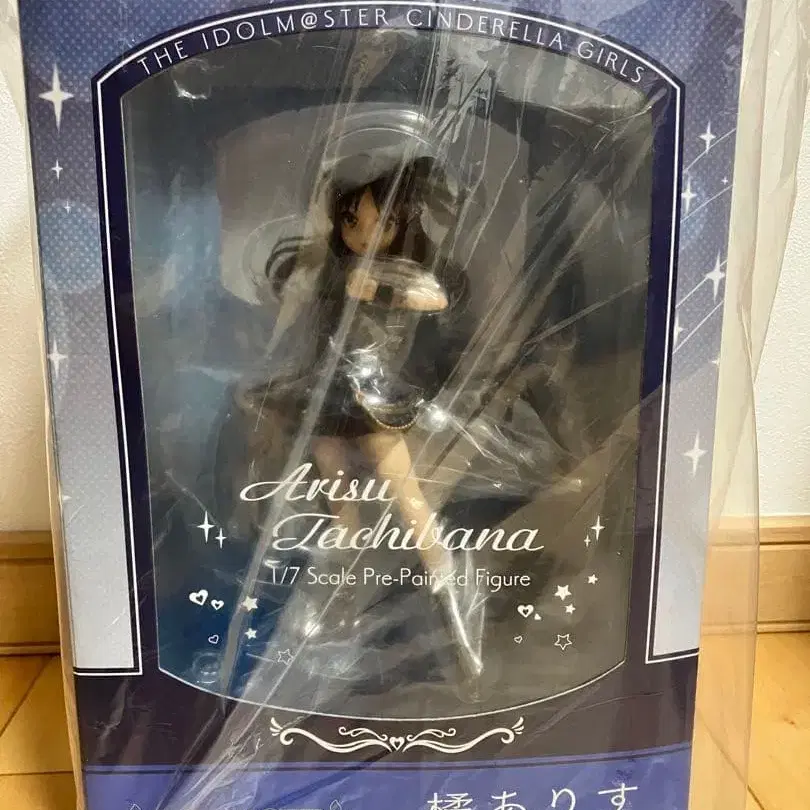 THE IDOLM@STER CINDERELLA GIRLS
Arisu
Tachibana
1/7 Scale Pre-Painted Figure
橘ありす